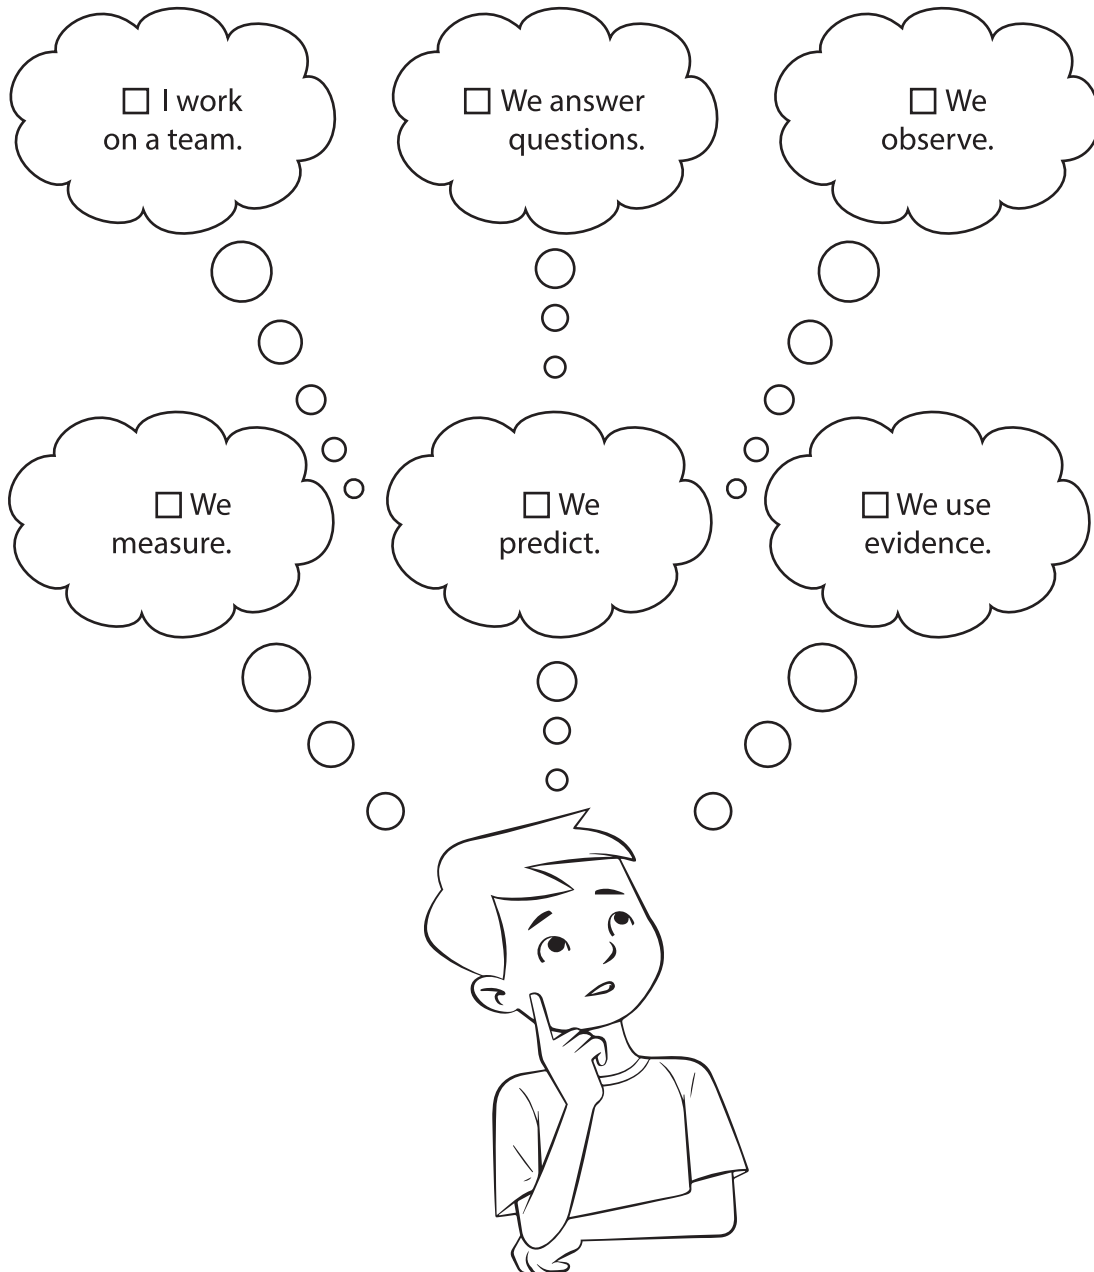 ☐ I work
on a team.
☐ We answer
questions.
☐ We
observe.
☐ We
measure.
☐ We
predict.
☐ We use
evidence.